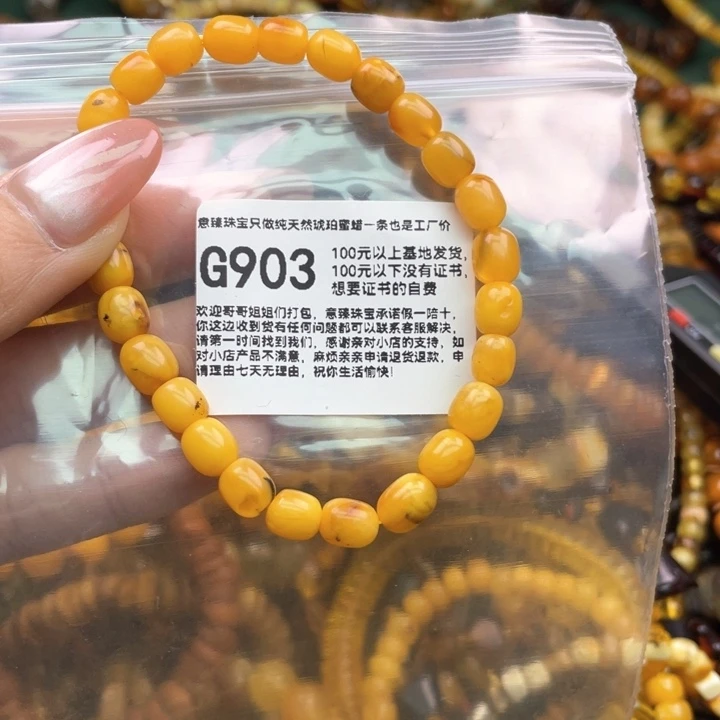 意臻珠宝只做纯天然琥珀蜜蜡一条也是工厂价
G903
100元以上基地发货，
100元以下没有证书，
想要证书的自费
欢迎哥哥姐姐们打包，意臻珠宝承诺假一陪十，
你这边收到货有任何问题都可以联系客服解决，
请第一时间找到我们，感谢亲对小店的支持，如
对小店产品不满意，麻烦亲亲申请退货退款，申
请理由七天无理由，祝你生活愉快！